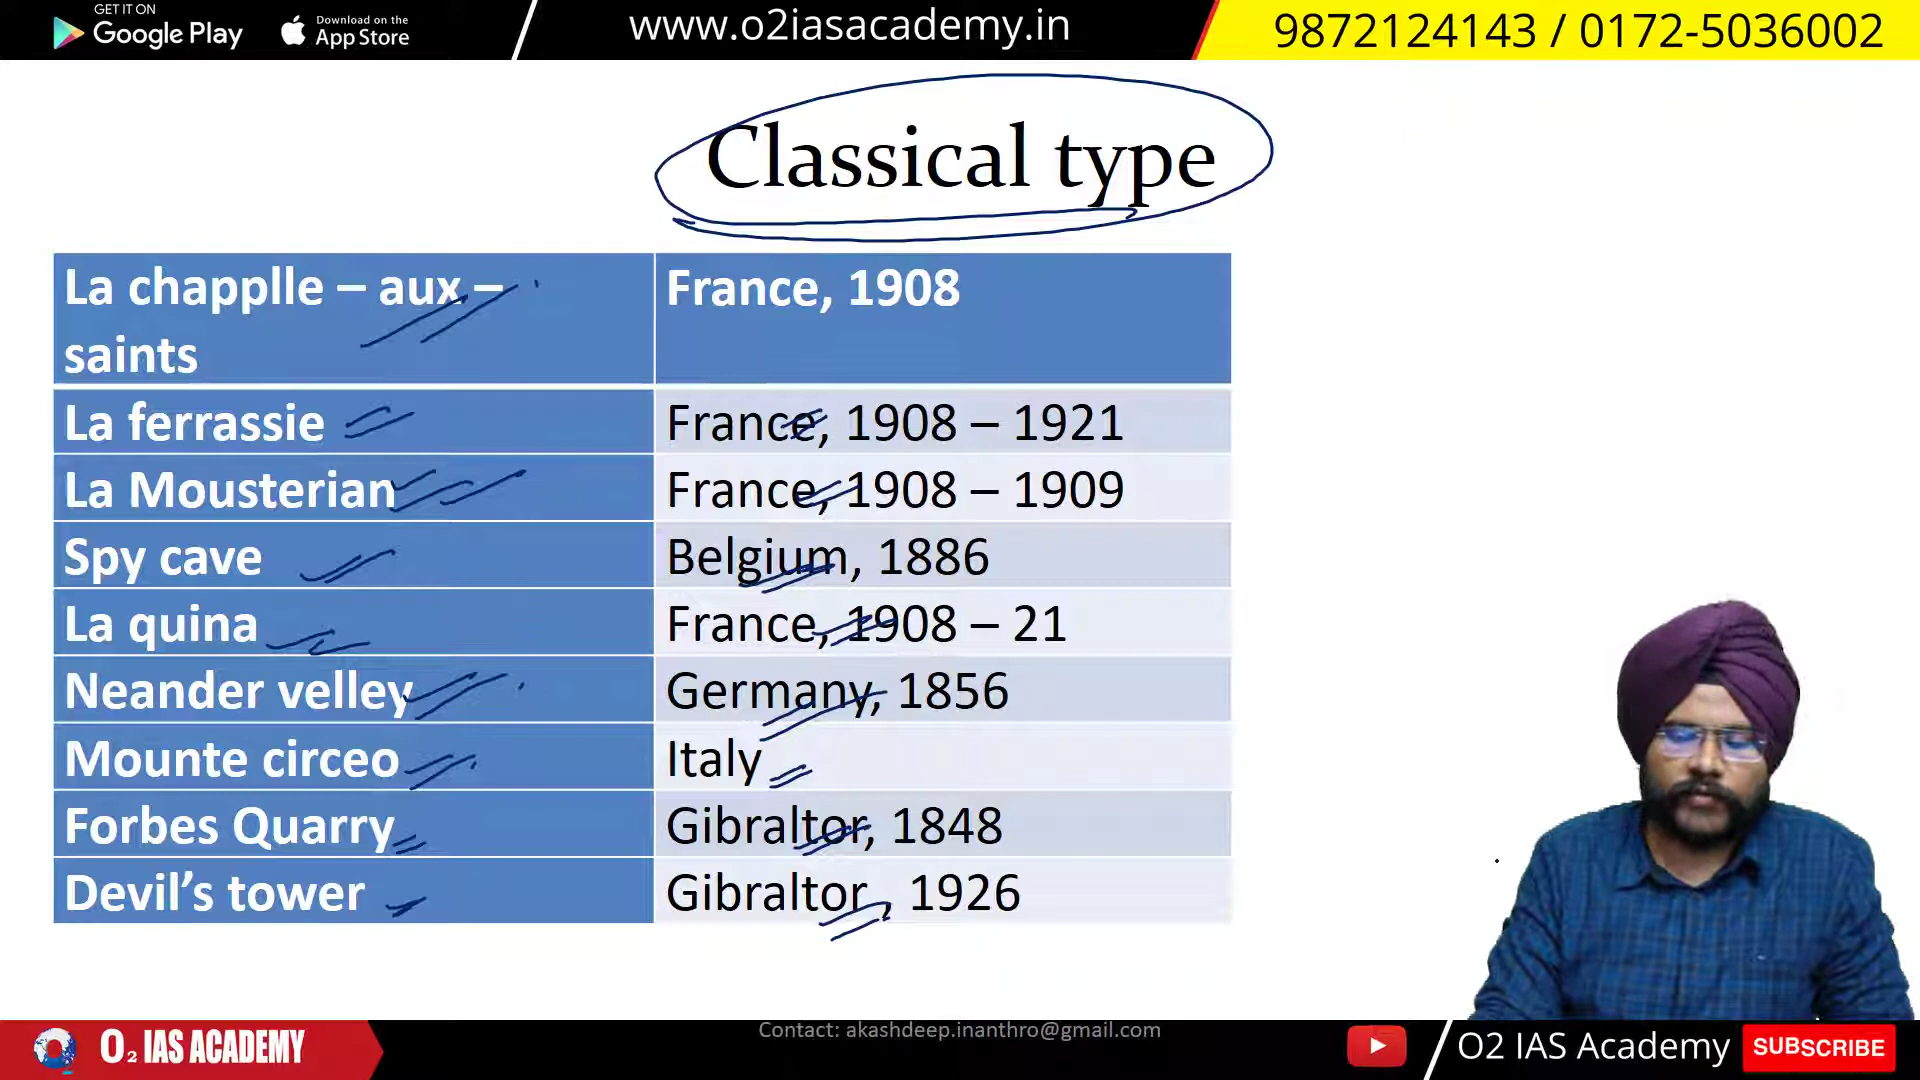 GET IT ON
Google Play
Download on the
App Store
www.o2iasacademy.in
9872124143 / 0172-5036002
Classical type
La chapplle – aux –
saints
France, 1908
La ferrassie
France, 1908 – 1921
La Mousterian
France, 1908 – 1909
Spy cave
Belgium, 1886
La quina
France, 1908 – 21
Neander velley
Germany, 1856
Mounte circeo
Italy
Forbes Quarry
Gibraltor, 1848
Devil’s tower
Gibraltor , 1926
O2 IAS ACADEMY
Contact: akashdeep.inanthro@gmail.com
O2 IAS Academy
SUBSCRIBE